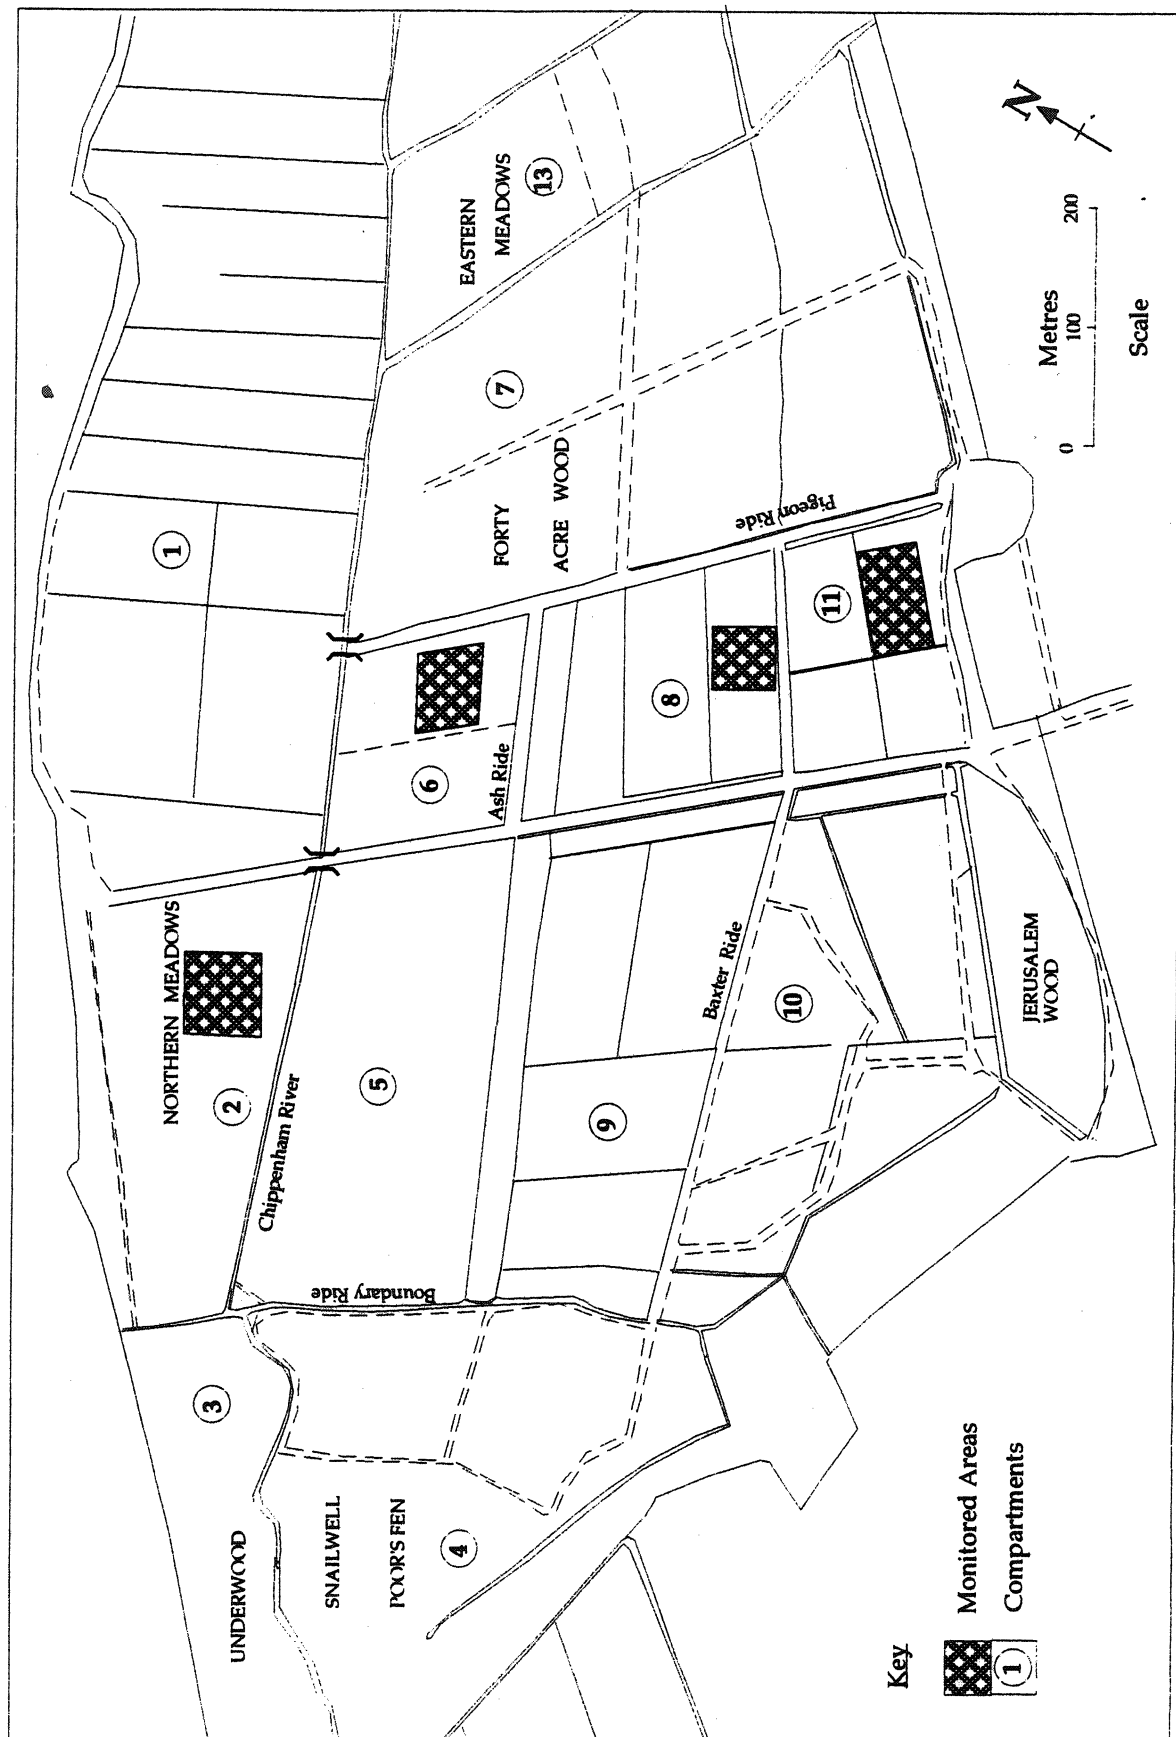 UNDERWOOD
3
SNAILWELL
POOR'S FEN
4
NORTHERN MEADOWS
2
Chippenham River
Boundary Ride
5
1
6
Ash Ride
9
Baxter Ride
10
8
11
Pigeon Ride
FORTY
ACRE WOOD
7
EASTERN
MEADOWS
13
JERUSALEM
WOOD
N
Metres
0 100 200
Scale
Key
Monitored Areas
1 Compartments